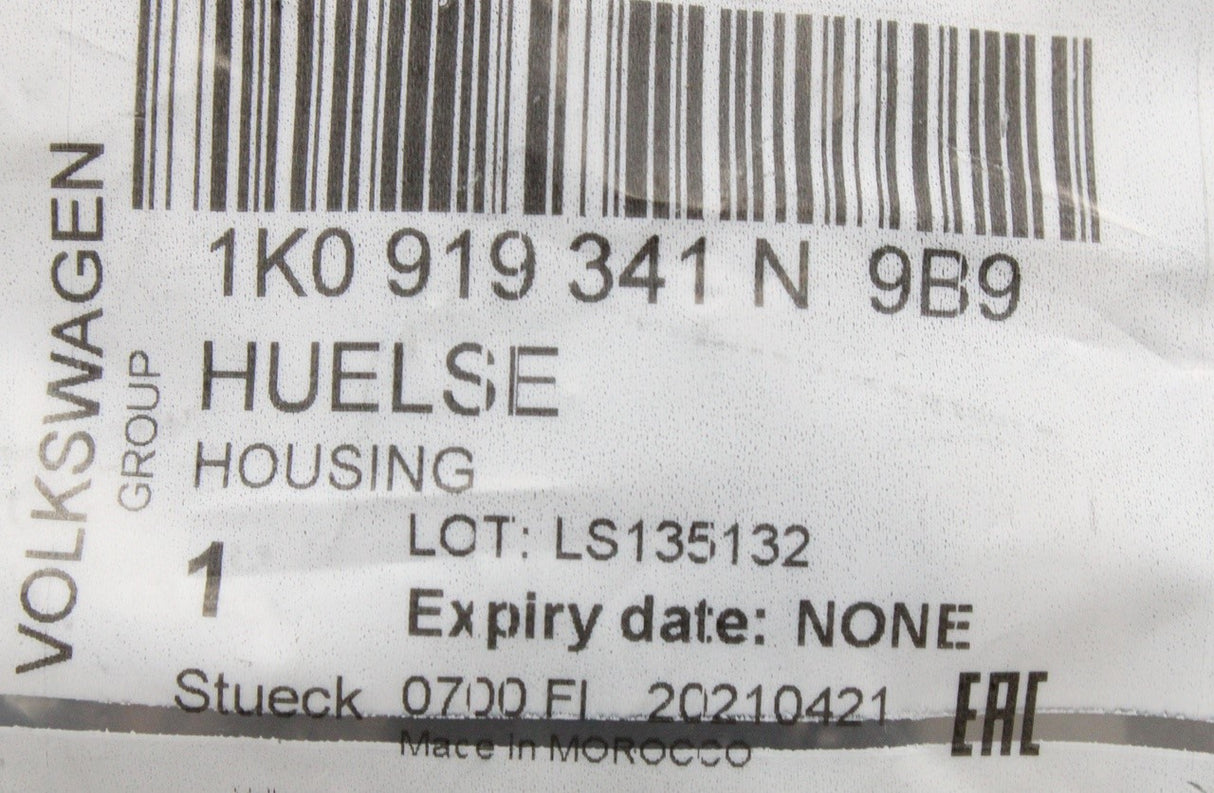 VOLKSWAGEN
GROUP
1K0 919 341 N 9B9
HUELSE
HOUSING
LOT: LS135132
1
Expiry date: NONE
Stueck 0700 FI 20210421
EAC
Made in MOROCCO